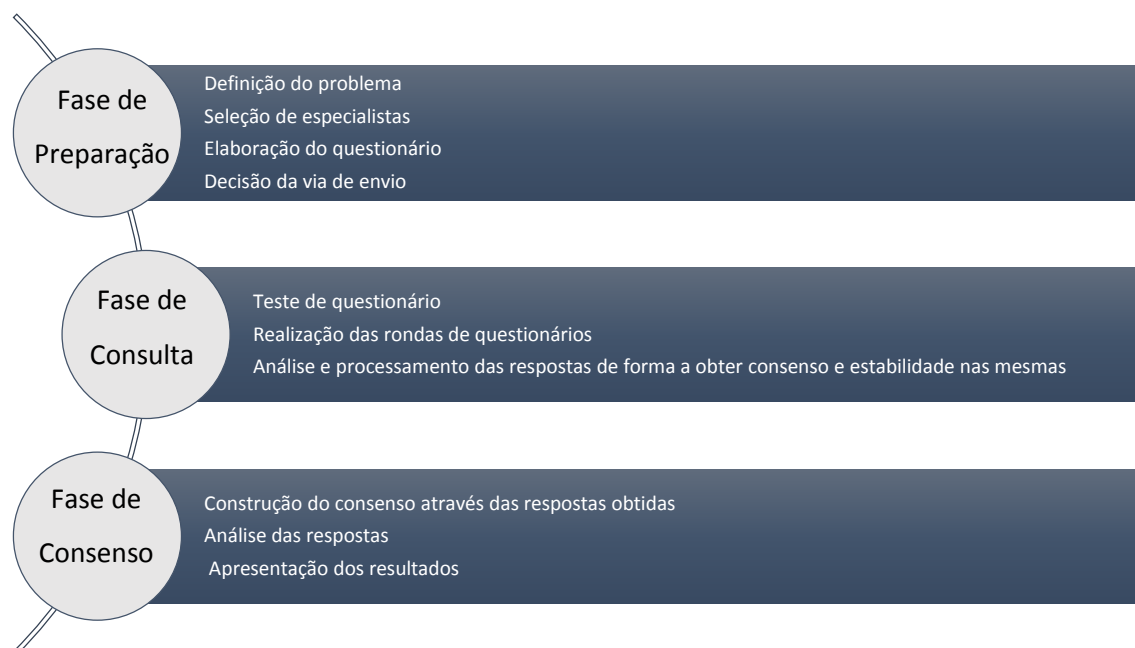 Fase de
Preparação
Definição do problema
Seleção de especialistas
Elaboração do questionário
Decisão da via de envio
Fase de
Consulta
Teste de questionário
Realização das rondas de questionários
Análise e processamento das respostas de forma a obter consenso e estabilidade nas mesmas
Fase de
Consenso
Construção do consenso através das respostas obtidas
Análise das respostas
Apresentação dos resultados